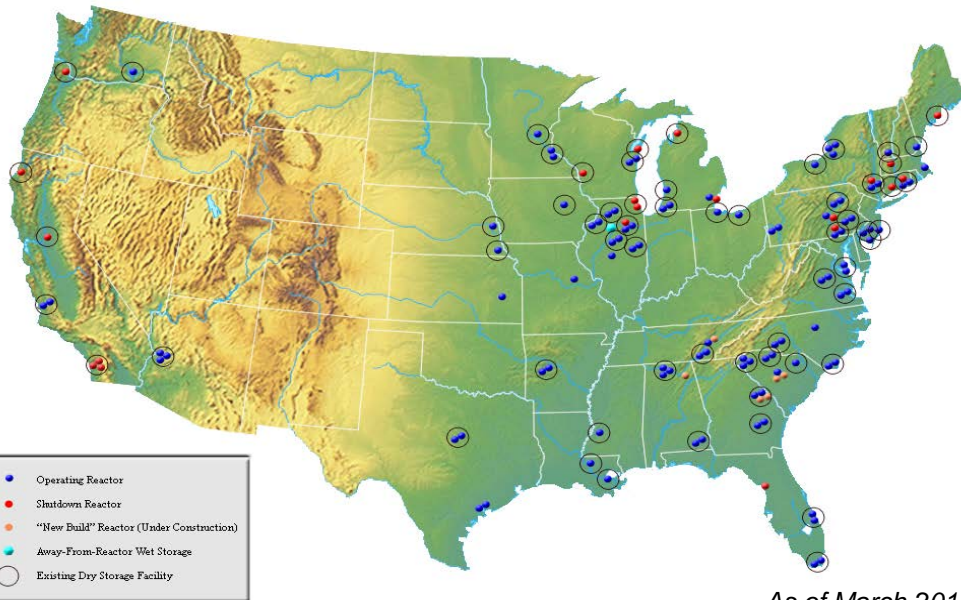 Operating Reactor
Shutdown Reactor
“New Build” Reactor (Under Construction)
Away-From-Reactor Wet Storage
Existing Dry Storage Facility
As of March